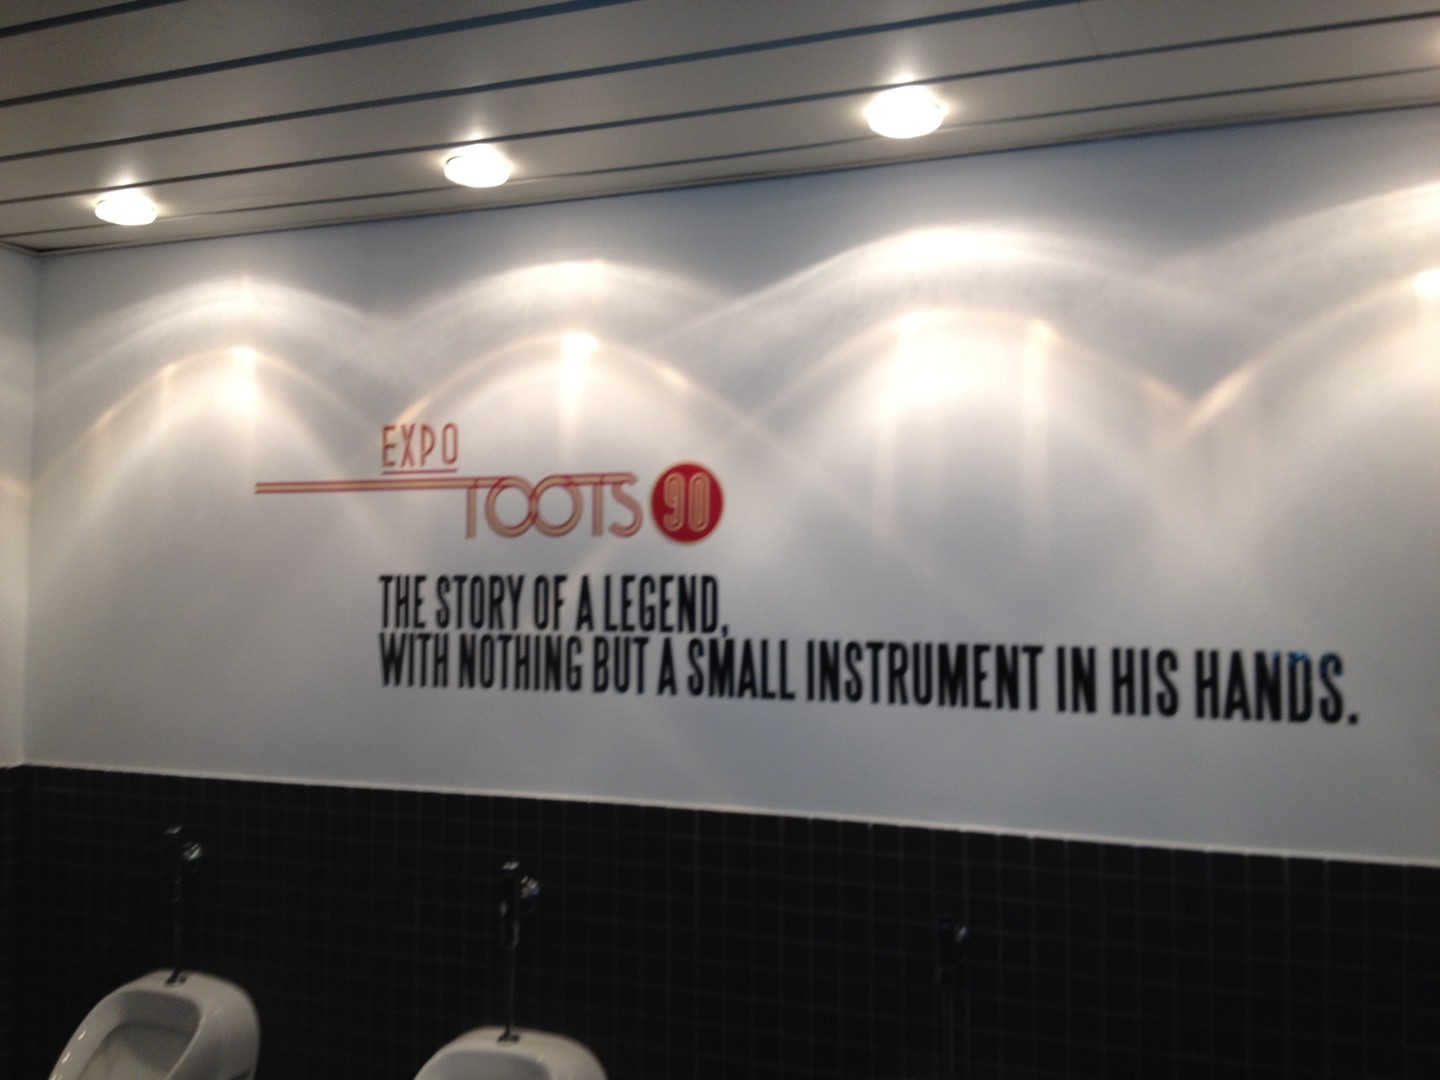 EXPO
TOOTS 90
THE STORY OF A LEGEND,
WITH NOTHING BUT A SMALL INSTRUMENT IN HIS HANDS.